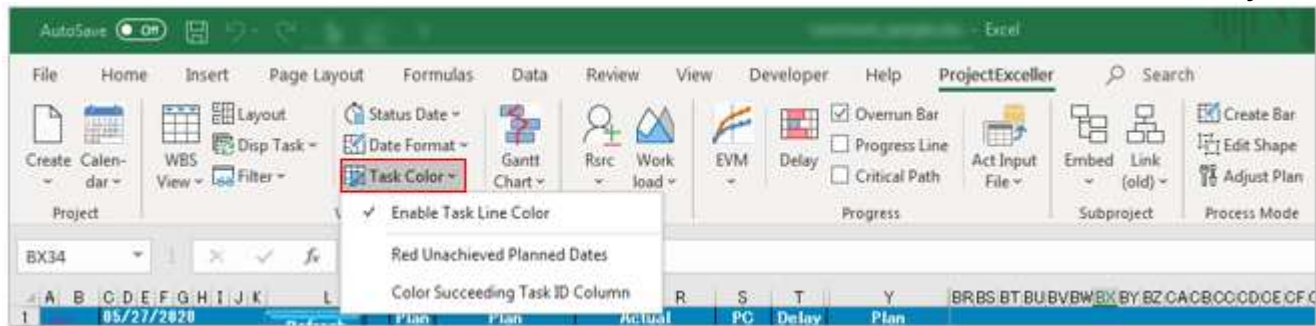 AutoSave Off - Excel
File Home Insert Page Layout Formulas Data Review View Developer Help ProjectExceller Search
Create Calen-dar WBS View Layout Disp Task Filter Status Date Date Format Task Color Gantt Chart Rsrc Work load EVM Delay Overrun Bar Progress Line Critical Path Act Input File Embed Link (old) Create Bar Edit Shape Adjust Plan
Project Progress Subproject Process Mode
Enable Task Line Color
BX34 fx
Red Unachieved Planned Dates
Color Succeeding Task ID Column
A B C D E F G H I J K L R S T Y BR BS BT BU BV BW BX BY BZ CA CB CC CD CE CF
1 05/27/2020 Refresh Plan Plan Actual PC Delay Plan